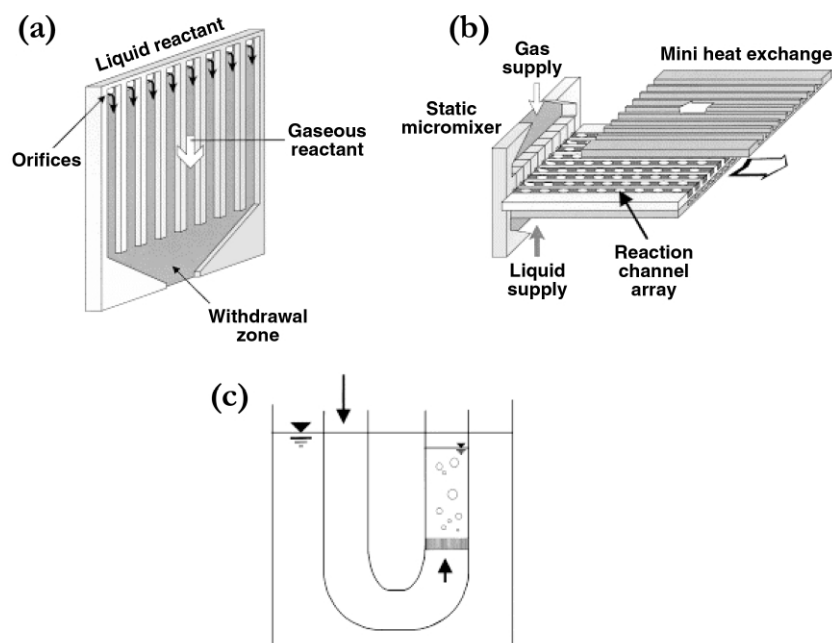 (a)
Liquid reactant
Orifices
Gaseous
reactant
Withdrawal
zone
(b)
Gas
supply
Mini heat exchange
Static
micromixer
Liquid
supply
Reaction
channel
array
(c)